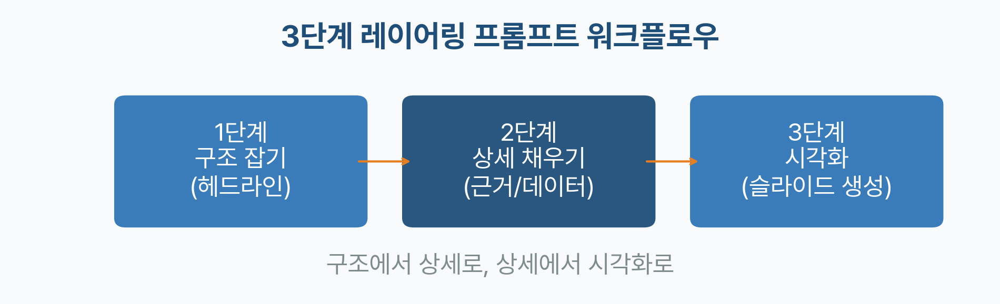 3단계 레이어링 프롬프트 워크플로우
1단계
구조 잡기
(헤드라인)
2단계
상세 채우기
(근거/데이터)
3단계
시각화
(슬라이드 생성)
구조에서 상세로, 상세에서 시각화로